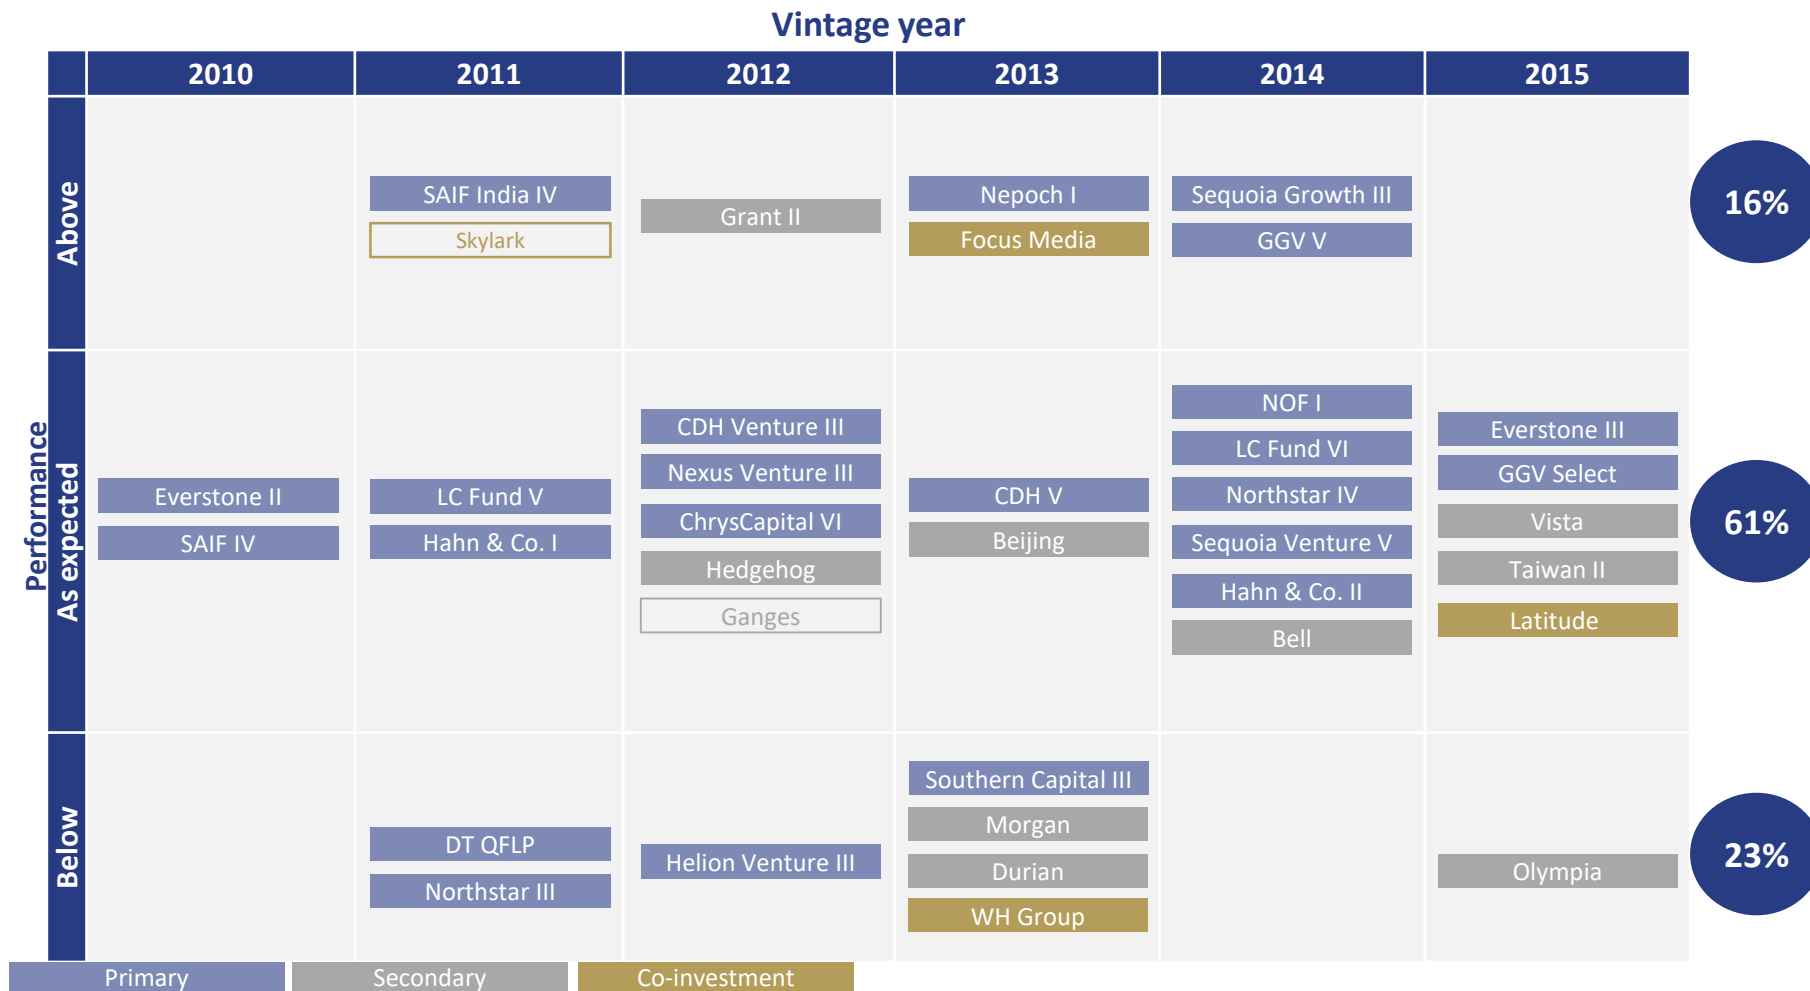 Vintage year
2010 2011 2012 2013 2014 2015
Performance
Above
SAIF India IV
Skylark
Grant II
Nepoch I
Focus Media
Sequoia Growth III
GGV V
16%
As expected
Everstone II
SAIF IV
LC Fund V
Hahn & Co. I
CDH Venture III
Nexus Venture III
ChrysCapital VI
Hedgehog
Ganges
CDH V
Beijing
NOF I
LC Fund VI
Northstar IV
Sequoia Venture V
Hahn & Co. II
Bell
Everstone III
GGV Select
Vista
Taiwan II
Latitude
61%
Below
DT QFLP
Northstar III
Helion Venture III
Southern Capital III
Morgan
Durian
WH Group
Olympia
23%
Primary Secondary Co-investment